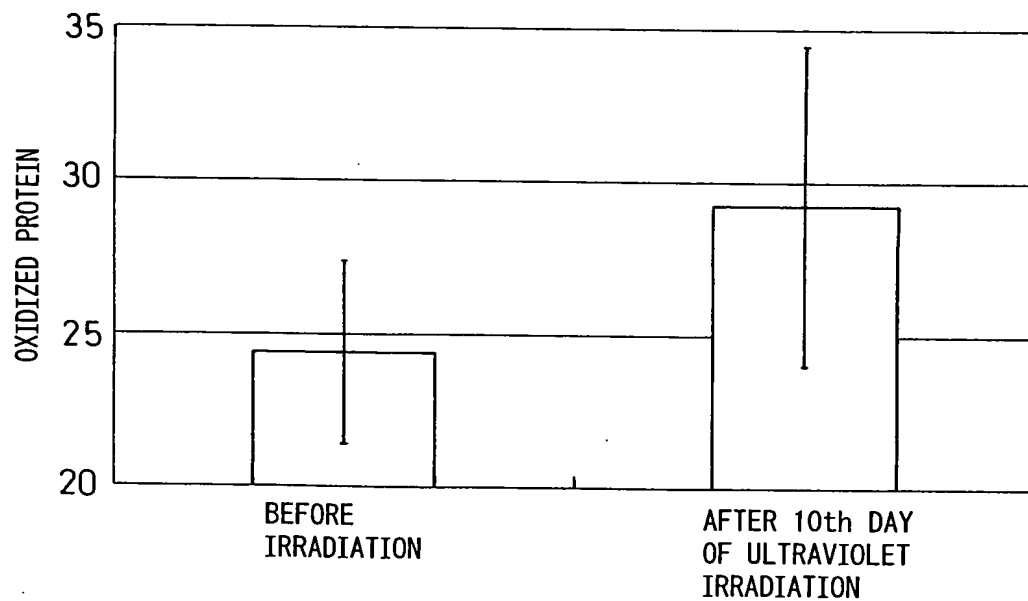 OXIDIZED PROTEIN
35
30
25
20
BEFORE
IRRADIATION
AFTER 10th DAY
OF ULTRAVIOLET
IRRADIATION